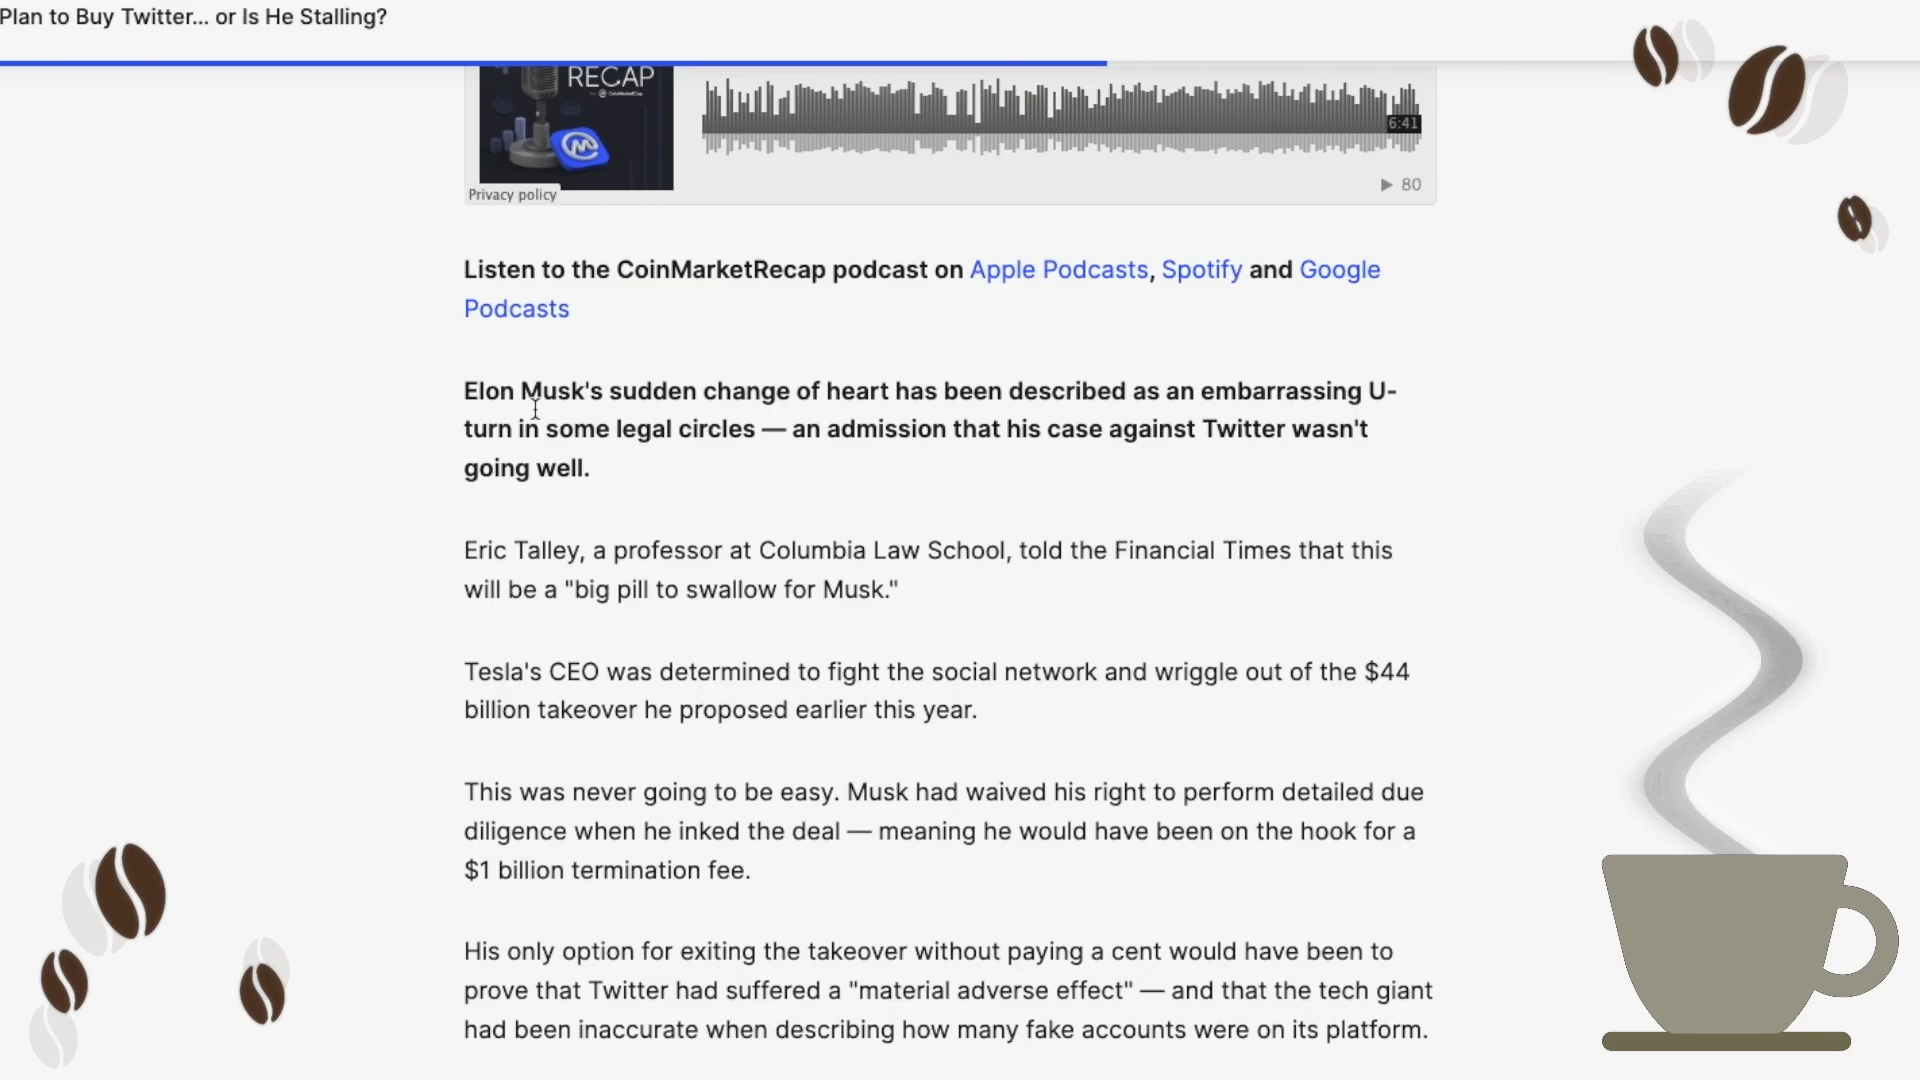 Plan to Buy Twitter... or Is He Stalling?
RECAP
CoinMarketCap
6:41
Privacy policy
80
Listen to the CoinMarketRecap podcast on Apple Podcasts, Spotify and Google
Podcasts
Elon Musk's sudden change of heart has been described as an embarrassing U-
turn in some legal circles — an admission that his case against Twitter wasn't
going well.
Eric Talley, a professor at Columbia Law School, told the Financial Times that this
will be a "big pill to swallow for Musk."
Tesla's CEO was determined to fight the social network and wriggle out of the $44
billion takeover he proposed earlier this year.
This was never going to be easy. Musk had waived his right to perform detailed due
diligence when he inked the deal — meaning he would have been on the hook for a
$1 billion termination fee.
His only option for exiting the takeover without paying a cent would have been to
prove that Twitter had suffered a "material adverse effect" — and that the tech giant
had been inaccurate when describing how many fake accounts were on its platform.